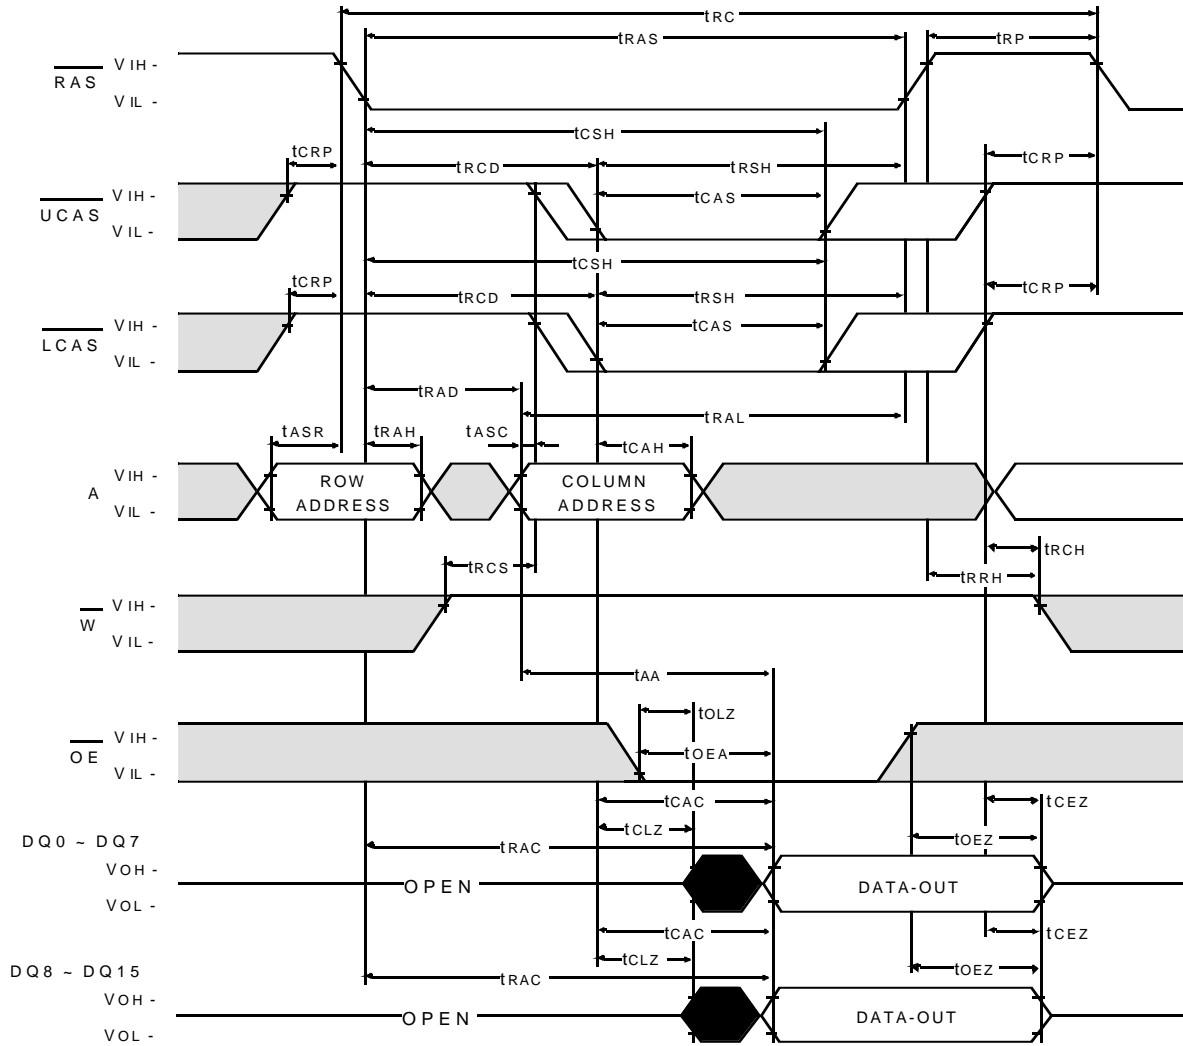 tRC
tRAS
tRP
RAS
VIH -
VIL -
tCSH
tCRP
tRCD
tRSH
tCRP
UCAS
VIH -
VIL -
tCAS
tCSH
tCRP
tRCD
tRSH
tCRP
LCAS
VIH -
VIL -
tCAS
tRAD
tRAL
tASR
tRAH
tASC
tCAH
A
VIH -
VIL -
ROW
ADDRESS
COLUMN
ADDRESS
tRCH
tRCS
tRRH
W
VIH -
VIL -
tAA
tOLZ
OE
VIH -
VIL -
tOEA
tCAC
tCEZ
tCLZ
tOEZ
DQ0 ~ DQ7
tRAC
VOH -
VOL -
OPEN
DATA-OUT
tCAC
tCEZ
tCLZ
tOEZ
DQ8 ~ DQ15
tRAC
VOH -
VOL -
OPEN
DATA-OUT